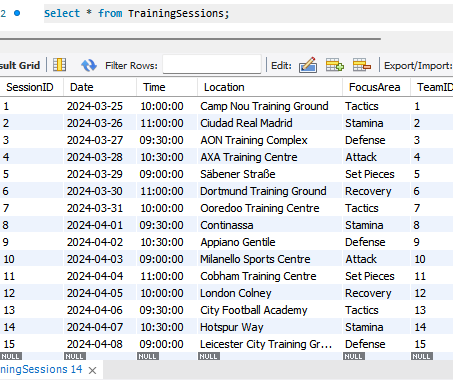 2 Select * from TrainingSessions;
sult Grid Filter Rows: Edit: Export/Import:
SessionID Date Time Location FocusArea TeamID
1 2024-03-25 10:00:00 Camp Nou Training Ground Tactics 1
2 2024-03-26 11:00:00 Ciudad Real Madrid Stamina 2
3 2024-03-27 09:30:00 AON Training Complex Defense 3
4 2024-03-28 10:30:00 AXA Training Centre Attack 4
5 2024-03-29 09:00:00 Säbener Straße Set Pieces 5
6 2024-03-30 11:00:00 Dortmund Training Ground Recovery 6
7 2024-03-31 10:00:00 Ooredoo Training Centre Tactics 7
8 2024-04-01 09:30:00 Continassa Stamina 8
9 2024-04-02 10:30:00 Appiano Gentile Defense 9
10 2024-04-03 09:00:00 Milanello Sports Centre Attack 10
11 2024-04-04 11:00:00 Cobham Training Centre Set Pieces 11
12 2024-04-05 10:00:00 London Colney Recovery 12
13 2024-04-06 09:30:00 City Football Academy Tactics 13
14 2024-04-07 10:30:00 Hotspur Way Stamina 14
15 2024-04-08 09:00:00 Leicester City Training Gr... Defense 15
NULL NULL NULL NULL NULL NULL
ningSessions 14 ×